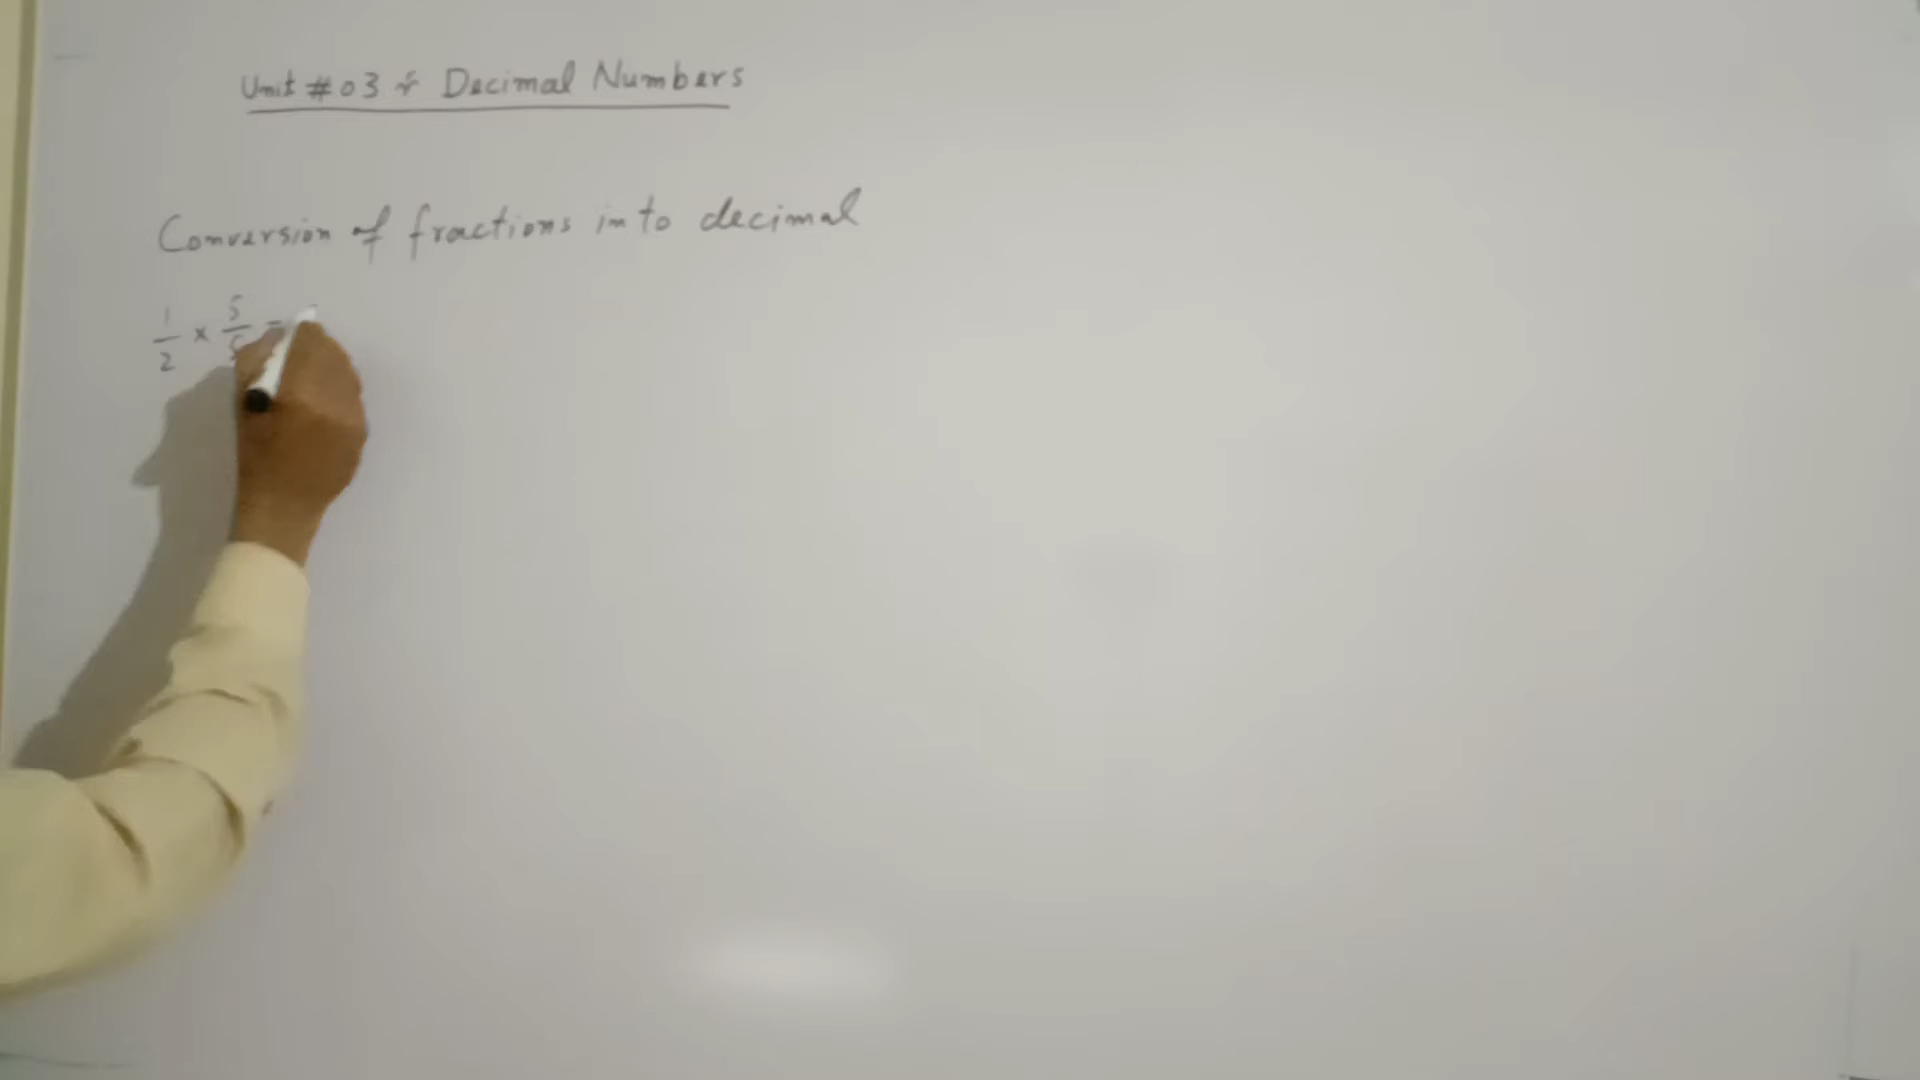 Unit # 03 : Decimal Numbers
Conversion of fractions into decimal
1/2 × 5/5 =